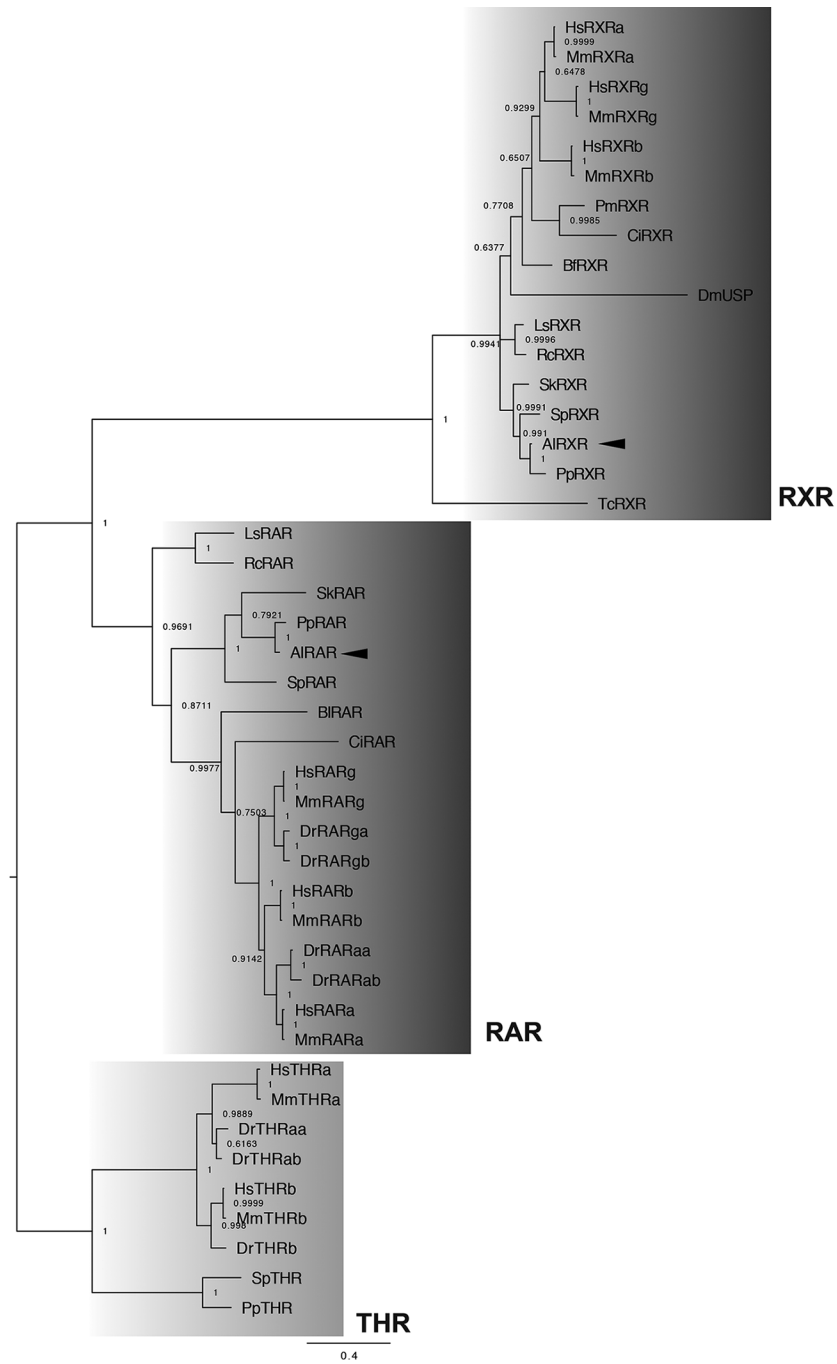 HsRXRa
0.9999
MmRXRa
0.6478
HsRXRg
1
0.9299
MmRXRg
HsRXRb
0.6507
1
MmRXRb
0.7708
PmRXR
0.9985
CiRXR
0.6377
BfRXR
DmUSP
LsRXR
0.9996
0.9941
RcRXR
SkRXR
0.9991
SpRXR
1
0.991
AlRXR
1
PpRXR
RXR
TcRXR
1
LsRAR
1
RcRAR
SkRAR
0.7921
PpRAR
0.9691
1
1
AlRAR
SpRAR
0.8711
BlRAR
CiRAR
0.9977
HsRARg
1
MmRARg
0.7503
1
DrRARga
1
DrRARgb
1
HsRARb
1
MmRARb
DrRARaa
0.9142
1
DrRARab
1
HsRARa
1
RAR
MmRARa
HsTHRa
1
MmTHRa
0.9889
DrTHRaa
0.6163
DrTHRab
1
HsTHRb
0.9999
MmTHRb
0.998
1
DrTHRb
SpTHR
1
PpTHR
THR
0.4